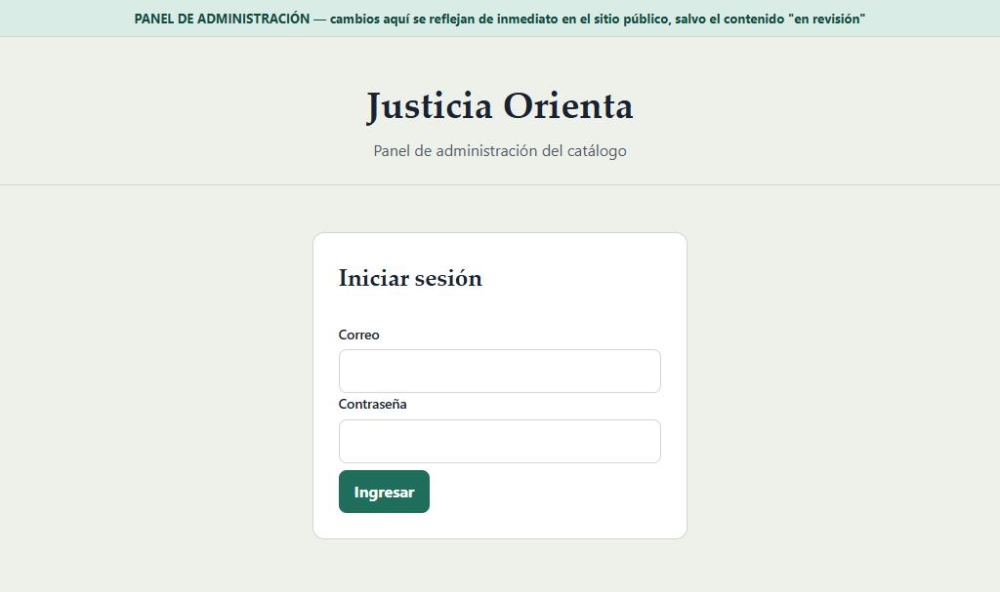 PANEL DE ADMINISTRACIÓN — cambios aquí se reflejan de inmediato en el sitio público, salvo el contenido "en revisión"
Justicia Orienta
Panel de administración del catálogo
Iniciar sesión
Correo
Contraseña
Ingresar